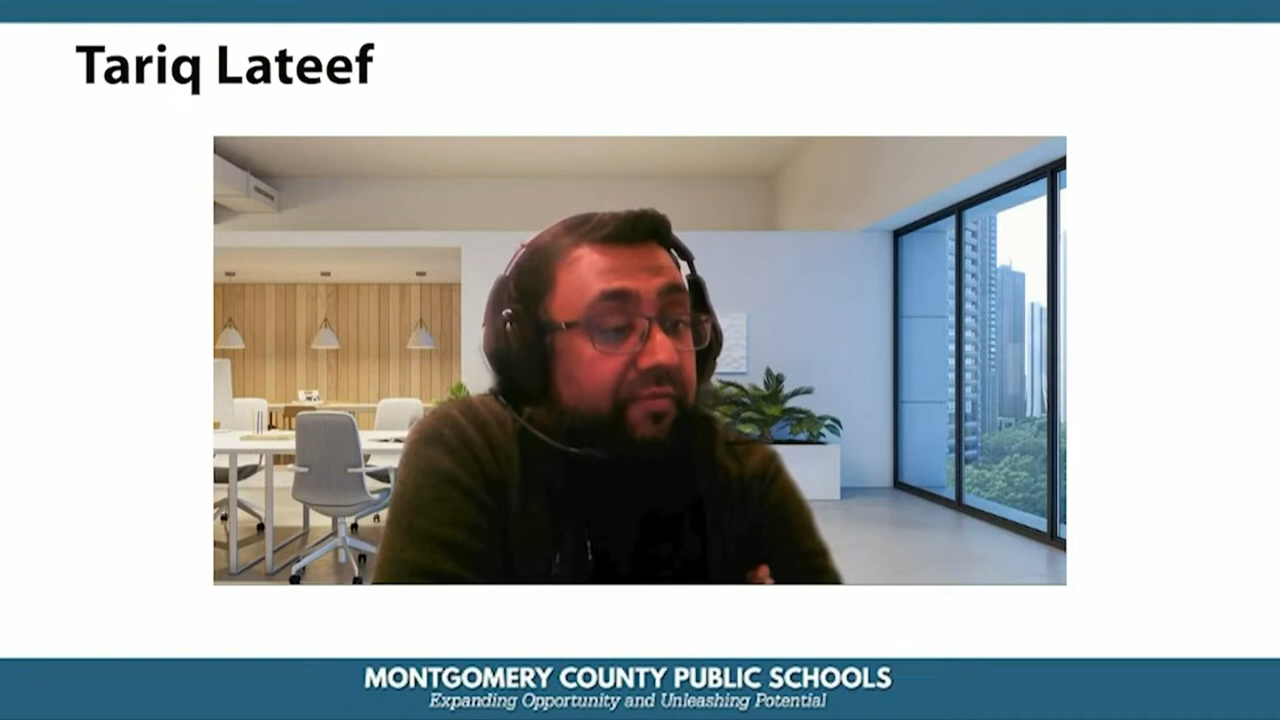 Tariq Lateef
MONTGOMERY COUNTY PUBLIC SCHOOLS
Expanding Opportunity and Unleashing Potential